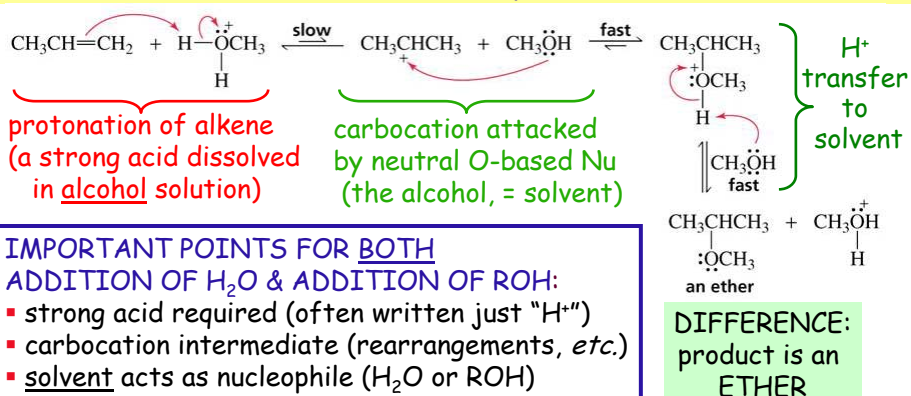 slow
fast
CH₃CH=CH₂ + H—ÖCH₃⁺ ⇌ CH₃CHCH₃ + CH₃ÖH ⇌ CH₃CHCH₃
H
+
+
:OCH₃
H
CH₃ÖH
fast
CH₃CHCH₃ + CH₃ÖH⁺
:OCH₃
H
an ether
H⁺
transfer
to
solvent
protonation of alkene
(a strong acid dissolved
in alcohol solution)
carbocation attacked
by neutral O-based Nu
(the alcohol, = solvent)
IMPORTANT POINTS FOR BOTH
ADDITION OF H₂O & ADDITION OF ROH:
▪ strong acid required (often written just “H⁺”)
▪ carbocation intermediate (rearrangements, etc.)
▪ solvent acts as nucleophile (H₂O or ROH)
DIFFERENCE:
product is an
ETHER